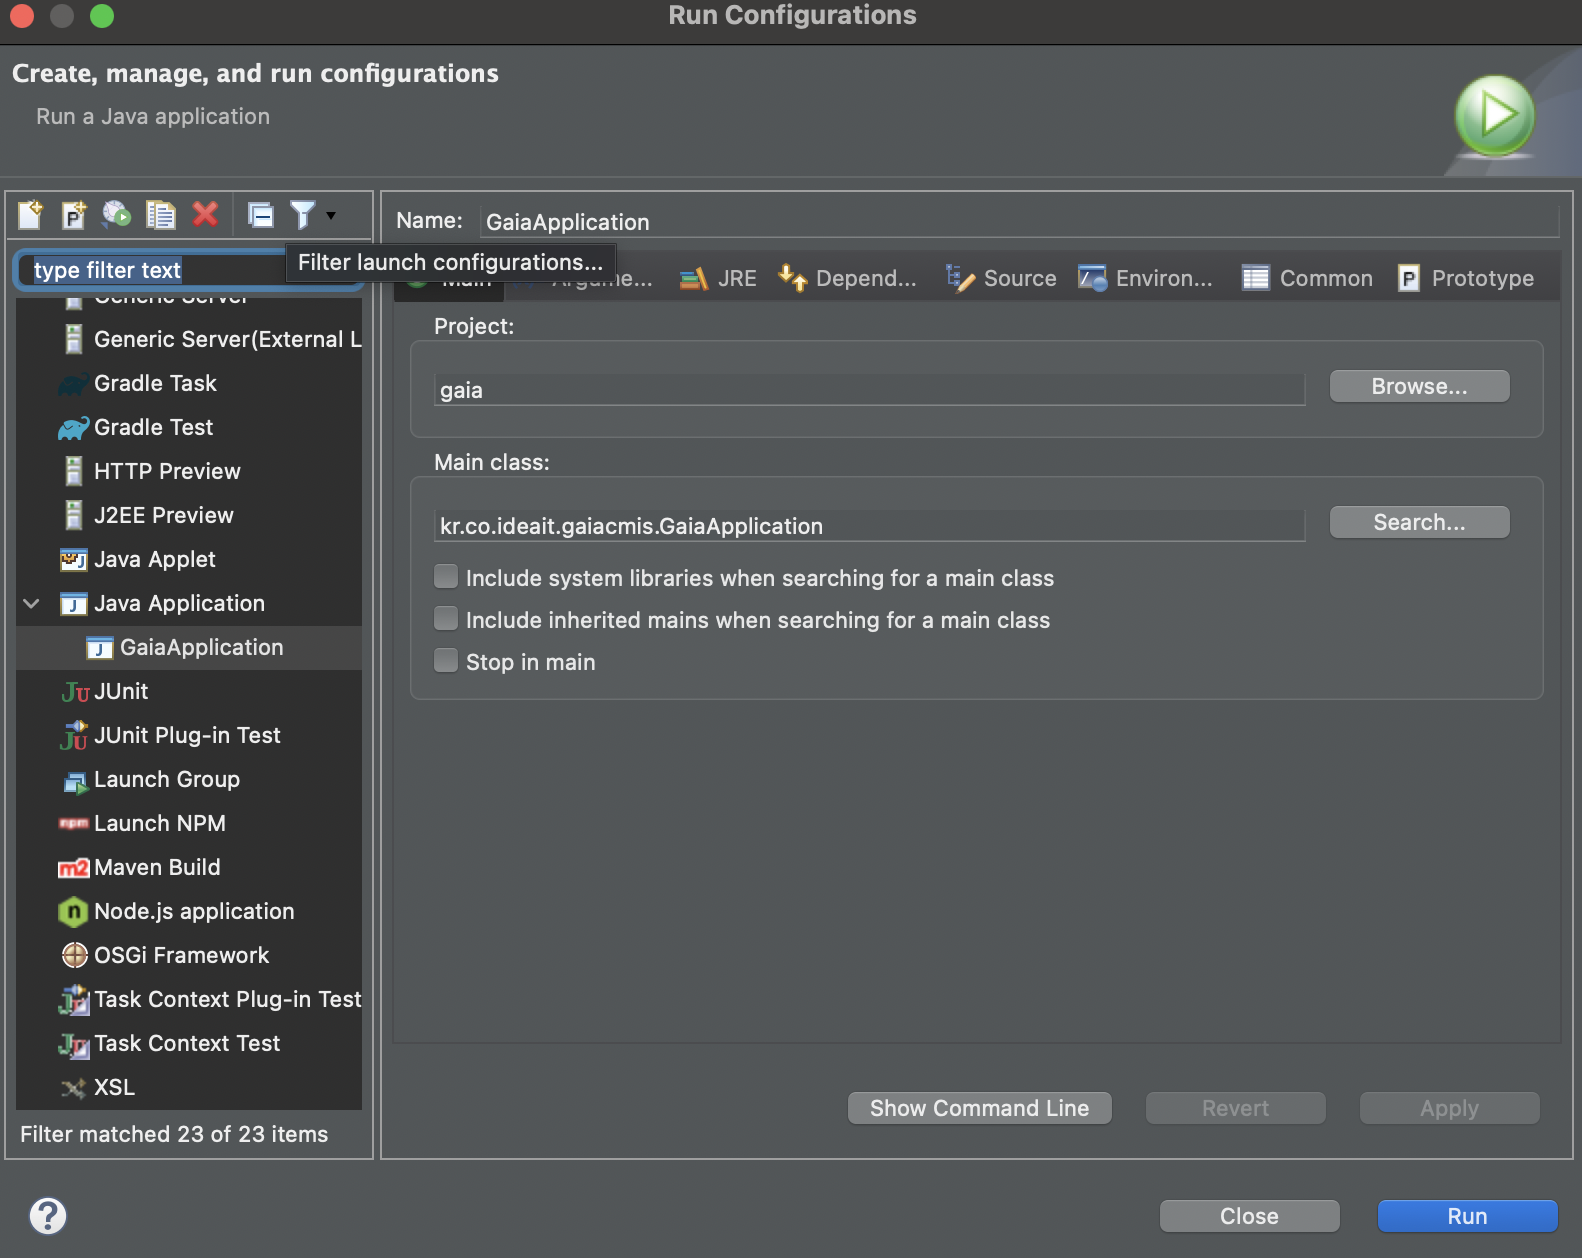 Run Configurations
Create, manage, and run configurations
Run a Java application
type filter text
Filter launch configurations...
Generic Server
Generic Server(External L
Gradle Task
Gradle Test
HTTP Preview
J2EE Preview
Java Applet
Java Application
GaiaApplication
JUnit
JUnit Plug-in Test
Launch Group
Launch NPM
Maven Build
Node.js application
OSGi Framework
Task Context Plug-in Test
Task Context Test
XSL
Filter matched 23 of 23 items
Name: GaiaApplication
Main Argume... JRE Depend... Source Environ... Common Prototype
Project:
gaia Browse...
Main class:
kr.co.ideait.gaiacmis.GaiaApplication Search...
Include system libraries when searching for a main class
Include inherited mains when searching for a main class
Stop in main
Show Command Line Revert Apply
Close Run